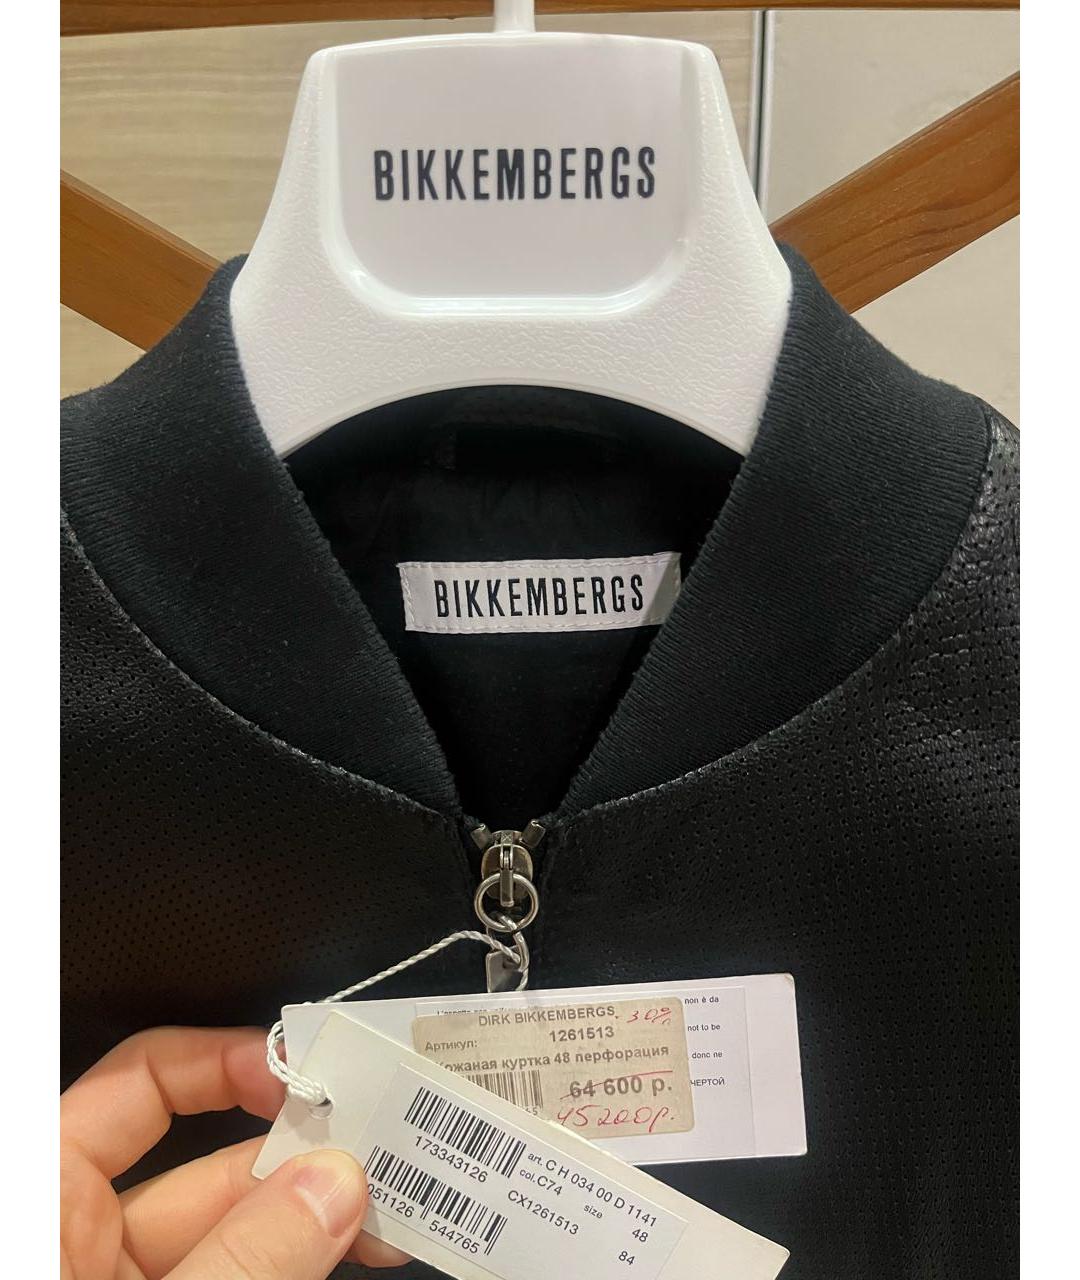 BIKKEMBERGS
BIKKEMBERGS
non è da
not to be
donc ne
ЧЕРТОЙ
DIRK BIKKEMBERGS. 30%
Артикул: 1261513
Кожаная куртка 48 перфорация
64 600 р.
45200р.
173343126
051126 544765
art. C H 034 00 D 1141
col. C74 size 48
CX1261513 84